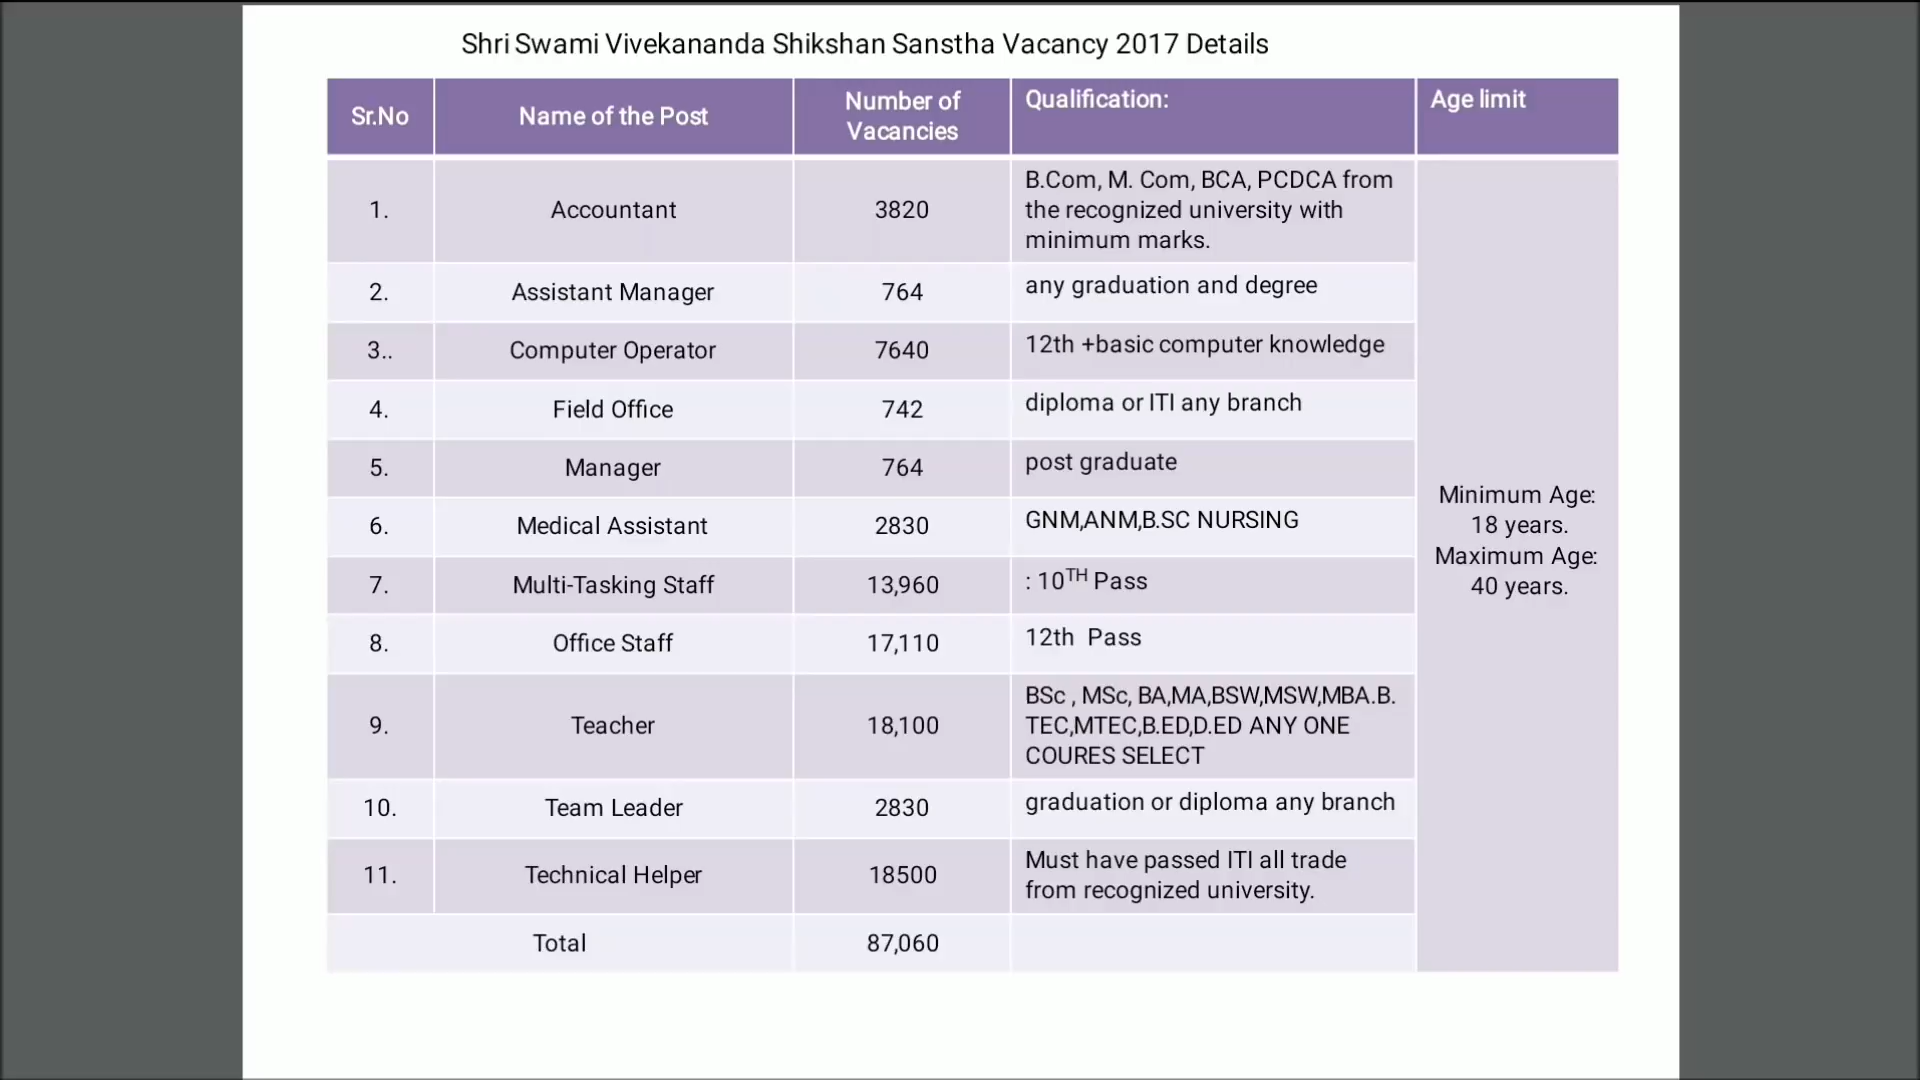 Shri Swami Vivekananda Shikshan Sanstha Vacancy 2017 Details
Sr.No
Name of the Post
Number of
Vacancies
Qualification:
Age limit
1.
Accountant
3820
B.Com, M. Com, BCA, PCDCA from
the recognized university with
minimum marks.
2.
Assistant Manager
764
any graduation and degree
3..
Computer Operator
7640
12th +basic computer knowledge
4.
Field Office
742
diploma or ITI any branch
5.
Manager
764
post graduate
6.
Medical Assistant
2830
GNM,ANM,B.SC NURSING
7.
Multi-Tasking Staff
13,960
: 10TH Pass
8.
Office Staff
17,110
12th  Pass
9.
Teacher
18,100
BSc , MSc, BA,MA,BSW,MSW,MBA.B.
TEC,MTEC,B.ED,D.ED ANY ONE
COURES SELECT
10.
Team Leader
2830
graduation or diploma any branch
11.
Technical Helper
18500
Must have passed ITI all trade
from recognized university.
Total
87,060
Minimum Age:
18 years.
Maximum Age:
40 years.